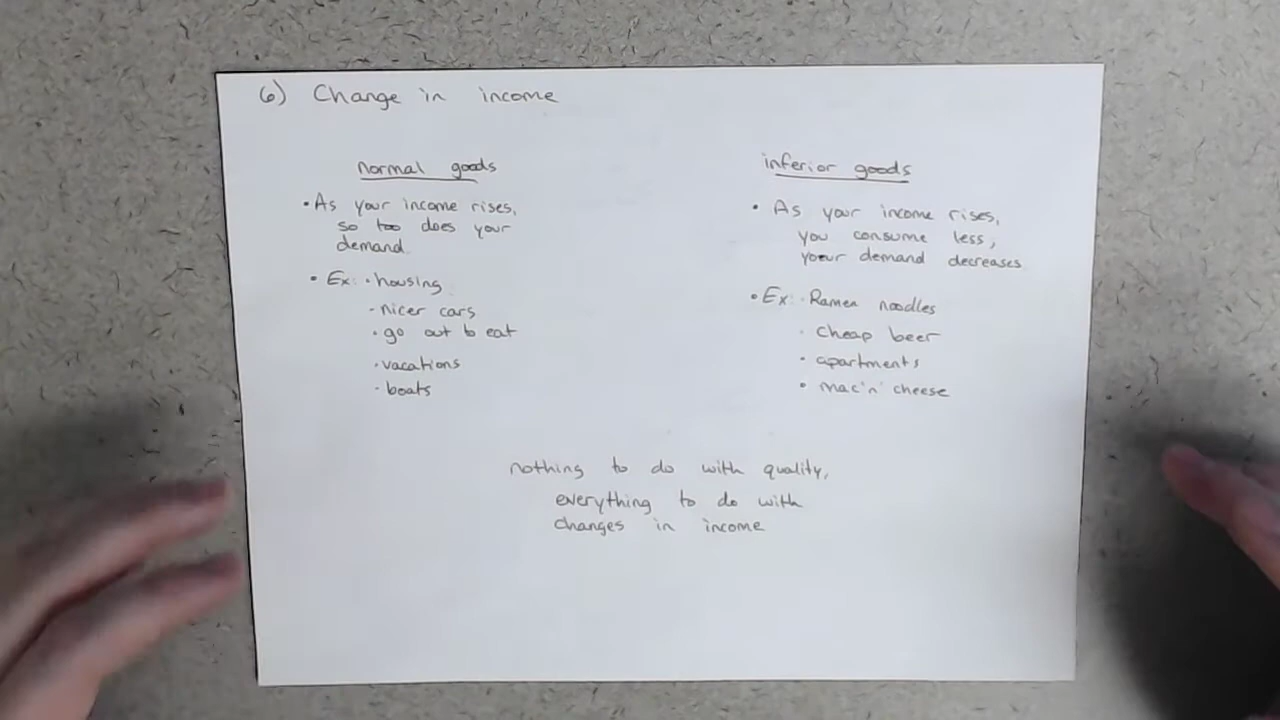 6) Change in income
normal goods
• As your income rises,
so too does your
demand.
• Ex: • housing
• nicer cars
• go out to eat
• vacations
• boats
inferior goods
• As your income rises,
you consume less,
your demand decreases
• Ex: • Ramen noodles
• cheap beer
• apartments
• mac'n'cheese
nothing to do with quality,
everything to do with
changes in income